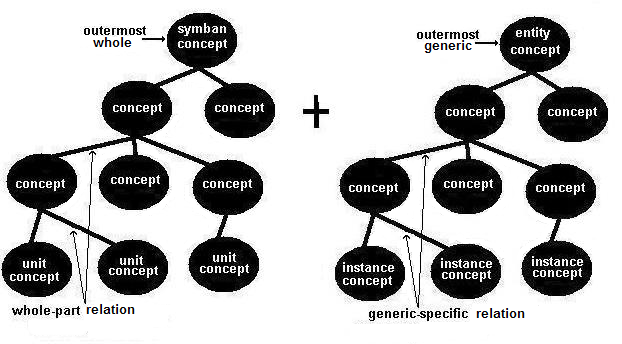 outermost
whole
symban
concept
concept
concept
concept
concept
concept
unit
concept
unit
concept
unit
concept
whole-part relation
+
outermost
generic
entity
concept
concept
concept
concept
concept
concept
instance
concept
instance
concept
instance
concept
generic-specific relation